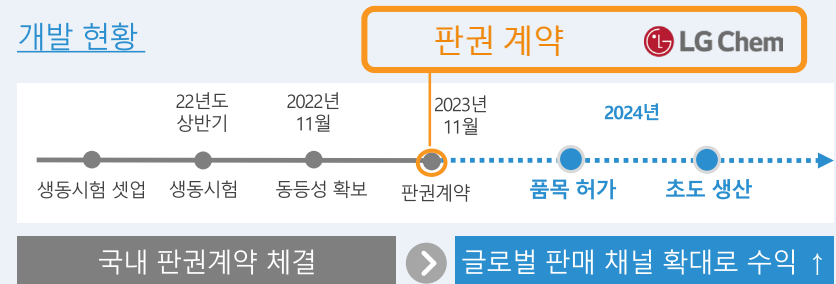 개발 현황
판권 계약 LG Chem
22년도
상반기
2022년
11월
2023년
11월
2024년
생동시험 셋업
생동시험
동등성 확보
판권계약
품목 허가
초도 생산
국내 판권계약 체결
글로벌 판매 채널 확대로 수익 ↑